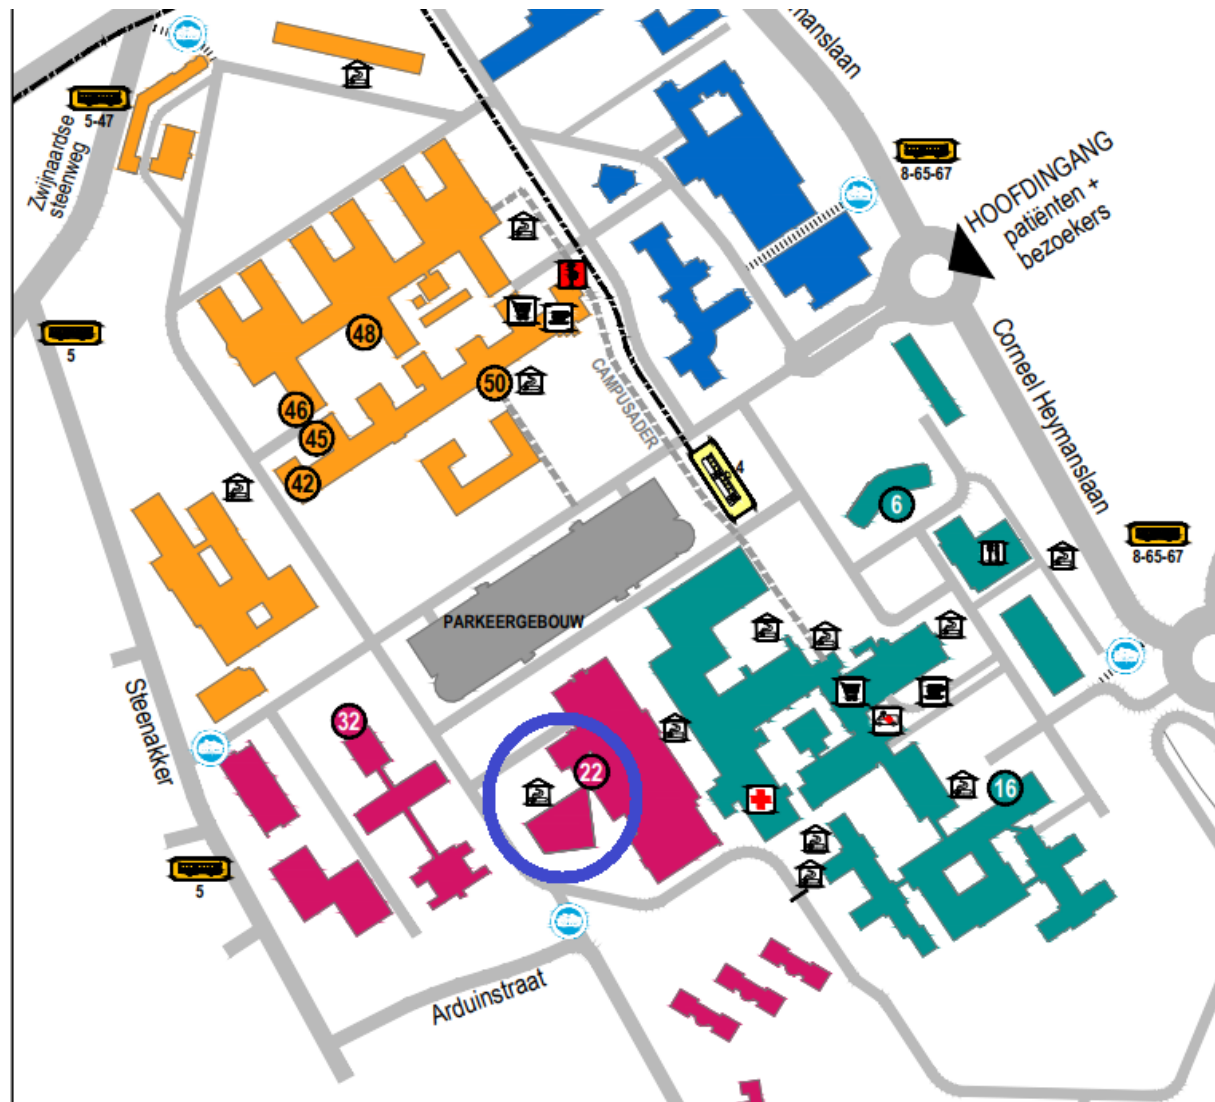 manslaan
5-47
Zwijnaardse
steenweg
8-65-67
HOOFDINGANG
patiënten +
bezoekers
5
48
50
46
45
42
CAMPUSADER
4
Corneel Heymanslaan
6
8-65-67
PARKEERGEBOUW
Steenakker
32
22
16
5
Arduinstraat